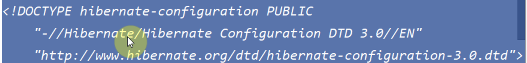 <!DOCTYPE hibernate-configuration PUBLIC
"-//Hibernate/Hibernate Configuration DTD 3.0//EN"
"http://www.hibernate.org/dtd/hibernate-configuration-3.0.dtd">